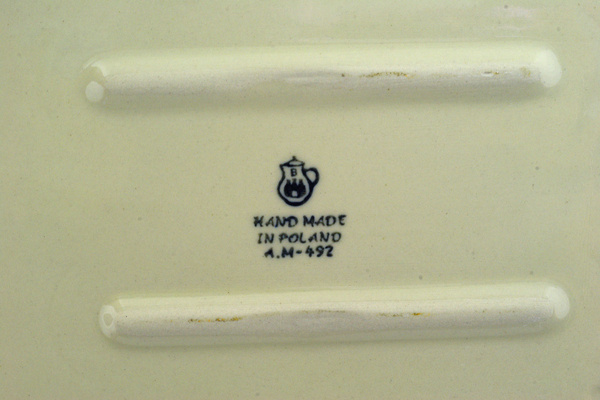 B
HAND MADE
IN POLAND
A.M-492